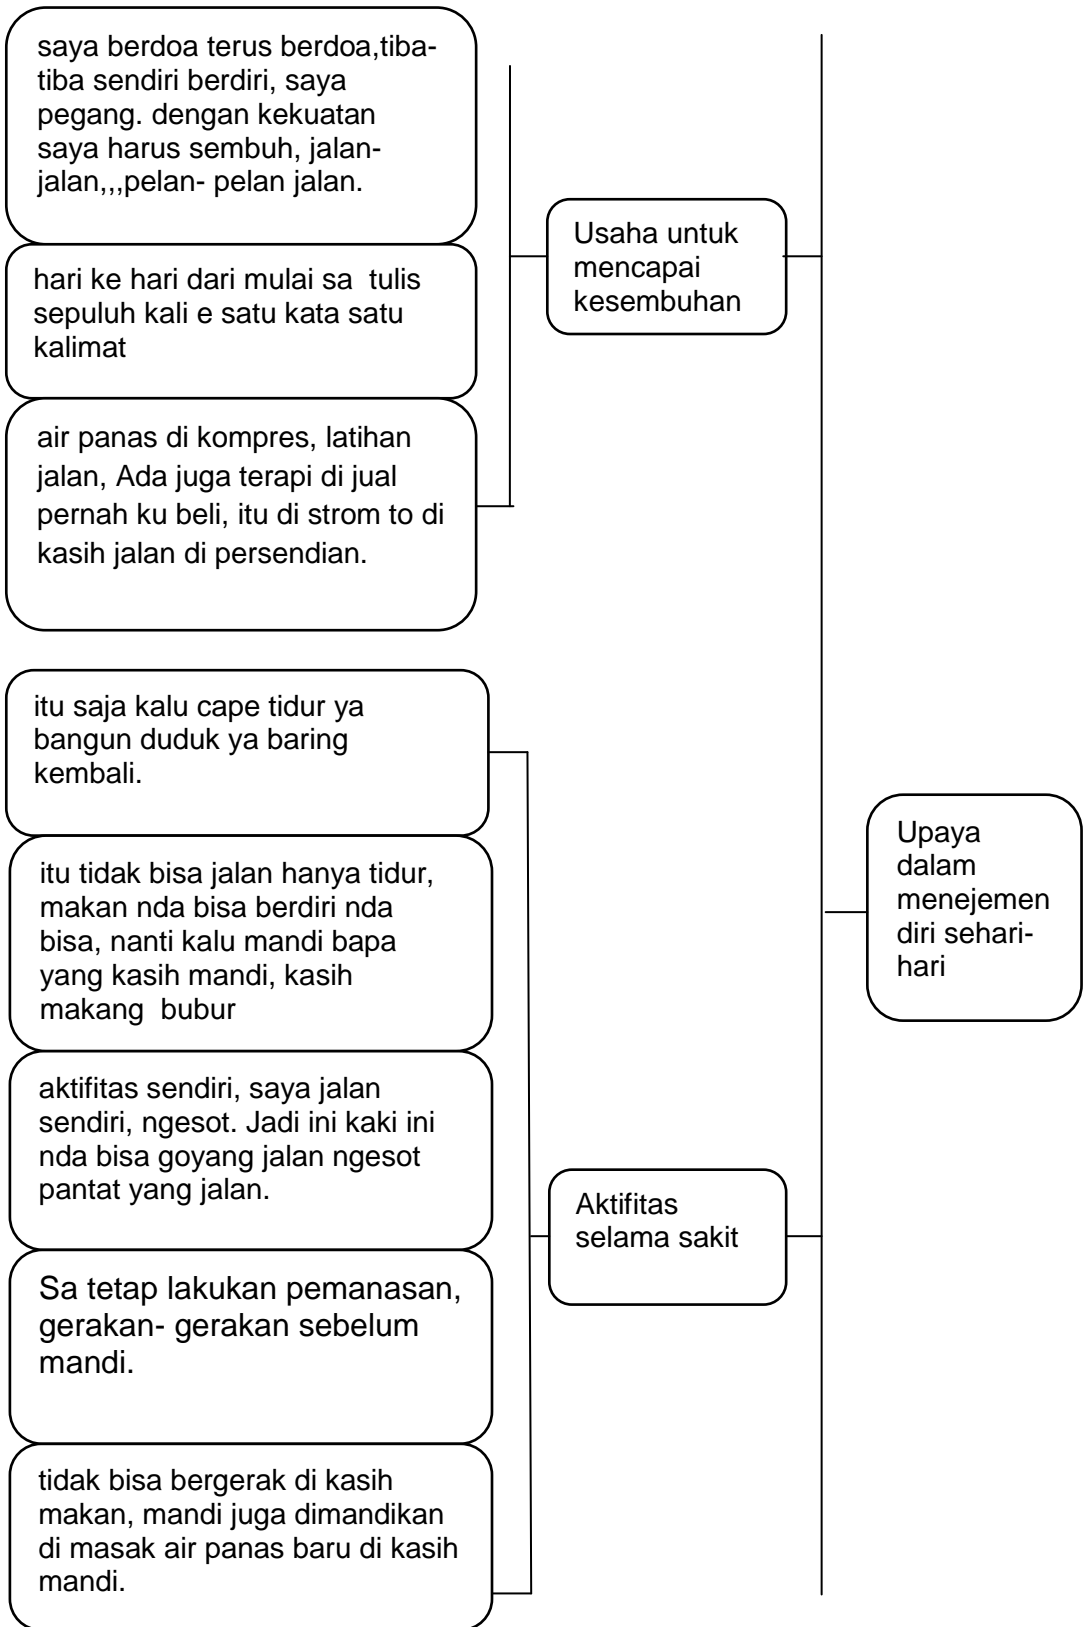 saya berdoa terus berdoa,tiba-
tiba sendiri berdiri, saya
pegang. dengan kekuatan
saya harus sembuh, jalan-
jalan,,,pelan- pelan jalan.
hari ke hari dari mulai sa  tulis
sepuluh kali e satu kata satu
kalimat
air panas di kompres, latihan
jalan, Ada juga terapi di jual
pernah ku beli, itu di strom to di
kasih jalan di persendian.
Usaha untuk
mencapai
kesembuhan
itu saja kalu cape tidur ya
bangun duduk ya baring
kembali.
itu tidak bisa jalan hanya tidur,
makan nda bisa berdiri nda
bisa, nanti kalu mandi bapa
yang kasih mandi, kasih
makang  bubur
aktifitas sendiri, saya jalan
sendiri, ngesot. Jadi ini kaki ini
nda bisa goyang jalan ngesot
pantat yang jalan.
Sa tetap lakukan pemanasan,
gerakan- gerakan sebelum
mandi.
tidak bisa bergerak di kasih
makan, mandi juga dimandikan
di masak air panas baru di kasih
mandi.
Aktifitas
selama sakit
Upaya
dalam
menejemen
diri sehari-
hari